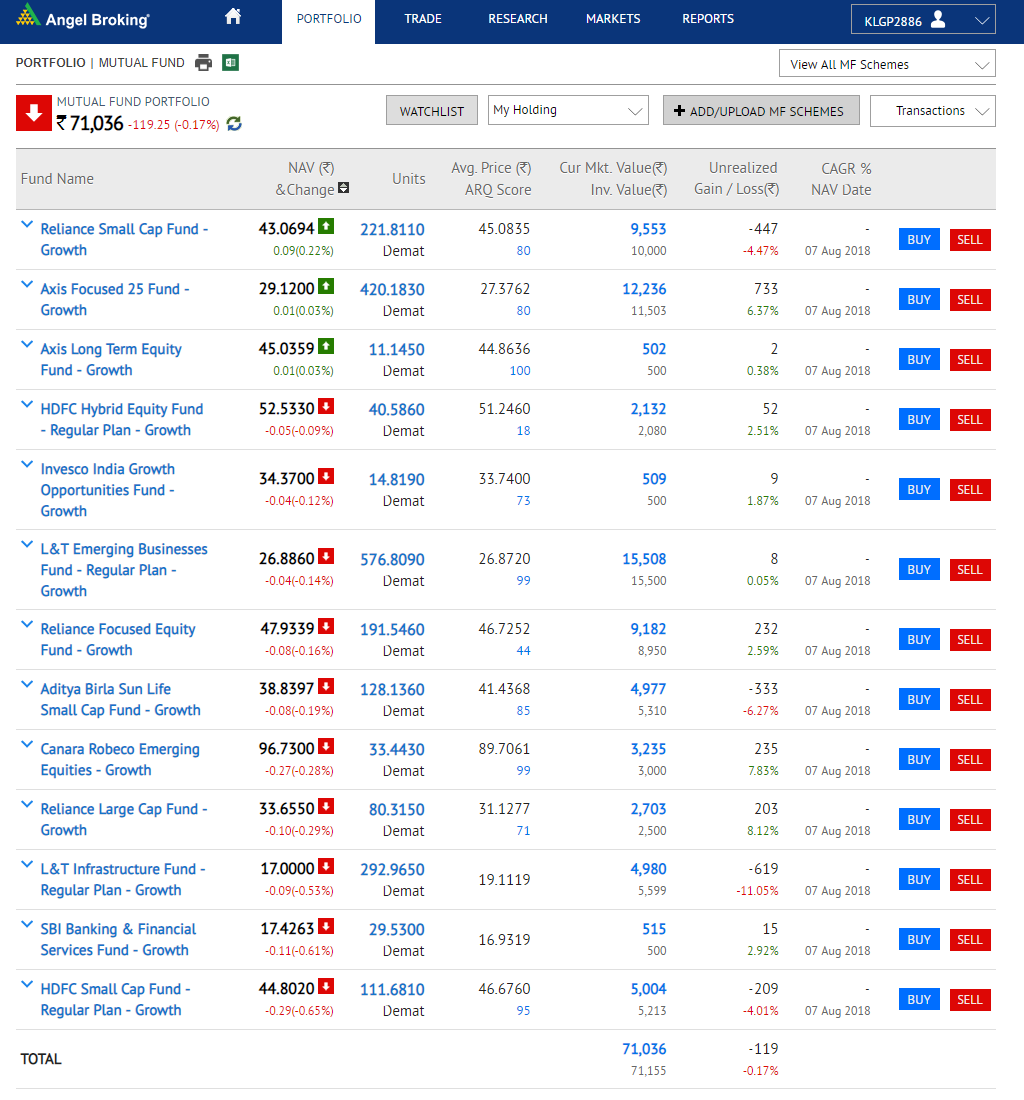 Angel Broking
PORTFOLIO TRADE RESEARCH MARKETS REPORTS KLGP2886
PORTFOLIO | MUTUAL FUND View All MF Schemes
MUTUAL FUND PORTFOLIO
₹ 71,036 -119.25 (-0.17%) WATCHLIST My Holding + ADD/UPLOAD MF SCHEMES Transactions
Fund Name NAV (₹) &Change Units Avg. Price (₹) ARQ Score Cur Mkt. Value(₹) Inv. Value(₹) Unrealized Gain / Loss(₹) CAGR % NAV Date
Reliance Small Cap Fund - 43.0694 221.8110 45.0835 9,553 -447 - BUY SELL
Growth 0.09(0.22%) Demat 80 10,000 -4.47% 07 Aug 2018
Axis Focused 25 Fund - 29.1200 420.1830 27.3762 12,236 733 - BUY SELL
Growth 0.01(0.03%) Demat 80 11,503 6.37% 07 Aug 2018
Axis Long Term Equity 45.0359 11.1450 44.8636 502 2 - BUY SELL
Fund - Growth 0.01(0.03%) Demat 100 500 0.38% 07 Aug 2018
HDFC Hybrid Equity Fund 52.5330 40.5860 51.2460 2,132 52 - BUY SELL
- Regular Plan - Growth -0.05(-0.09%) Demat 18 2,080 2.51% 07 Aug 2018
Invesco India Growth
Opportunities Fund - 34.3700 14.8190 33.7400 509 9 - BUY SELL
Growth -0.04(-0.12%) Demat 73 500 1.87% 07 Aug 2018
L&T Emerging Businesses
Fund - Regular Plan - 26.8860 576.8090 26.8720 15,508 8 - BUY SELL
Growth -0.04(-0.14%) Demat 99 15,500 0.05% 07 Aug 2018
Reliance Focused Equity 47.9339 191.5460 46.7252 9,182 232 - BUY SELL
Fund - Growth -0.08(-0.16%) Demat 44 8,950 2.59% 07 Aug 2018
Aditya Birla Sun Life 38.8397 128.1360 41.4368 4,977 -333 - BUY SELL
Small Cap Fund - Growth -0.08(-0.19%) Demat 85 5,310 -6.27% 07 Aug 2018
Canara Robeco Emerging 96.7300 33.4430 89.7061 3,235 235 - BUY SELL
Equities - Growth -0.27(-0.28%) Demat 99 3,000 7.83% 07 Aug 2018
Reliance Large Cap Fund - 33.6550 80.3150 31.1277 2,703 203 - BUY SELL
Growth -0.10(-0.29%) Demat 71 2,500 8.12% 07 Aug 2018
L&T Infrastructure Fund - 17.0000 292.9650 19.1119 4,980 -619 - BUY SELL
Regular Plan - Growth -0.09(-0.53%) Demat 5,599 -11.05% 07 Aug 2018
SBI Banking & Financial 17.4263 29.5300 16.9319 515 15 - BUY SELL
Services Fund - Growth -0.11(-0.61%) Demat 500 2.92% 07 Aug 2018
HDFC Small Cap Fund - 44.8020 111.6810 46.6760 5,004 -209 - BUY SELL
Regular Plan - Growth -0.29(-0.65%) Demat 95 5,213 -4.01% 07 Aug 2018
TOTAL 71,036 -119
71,155 -0.17%